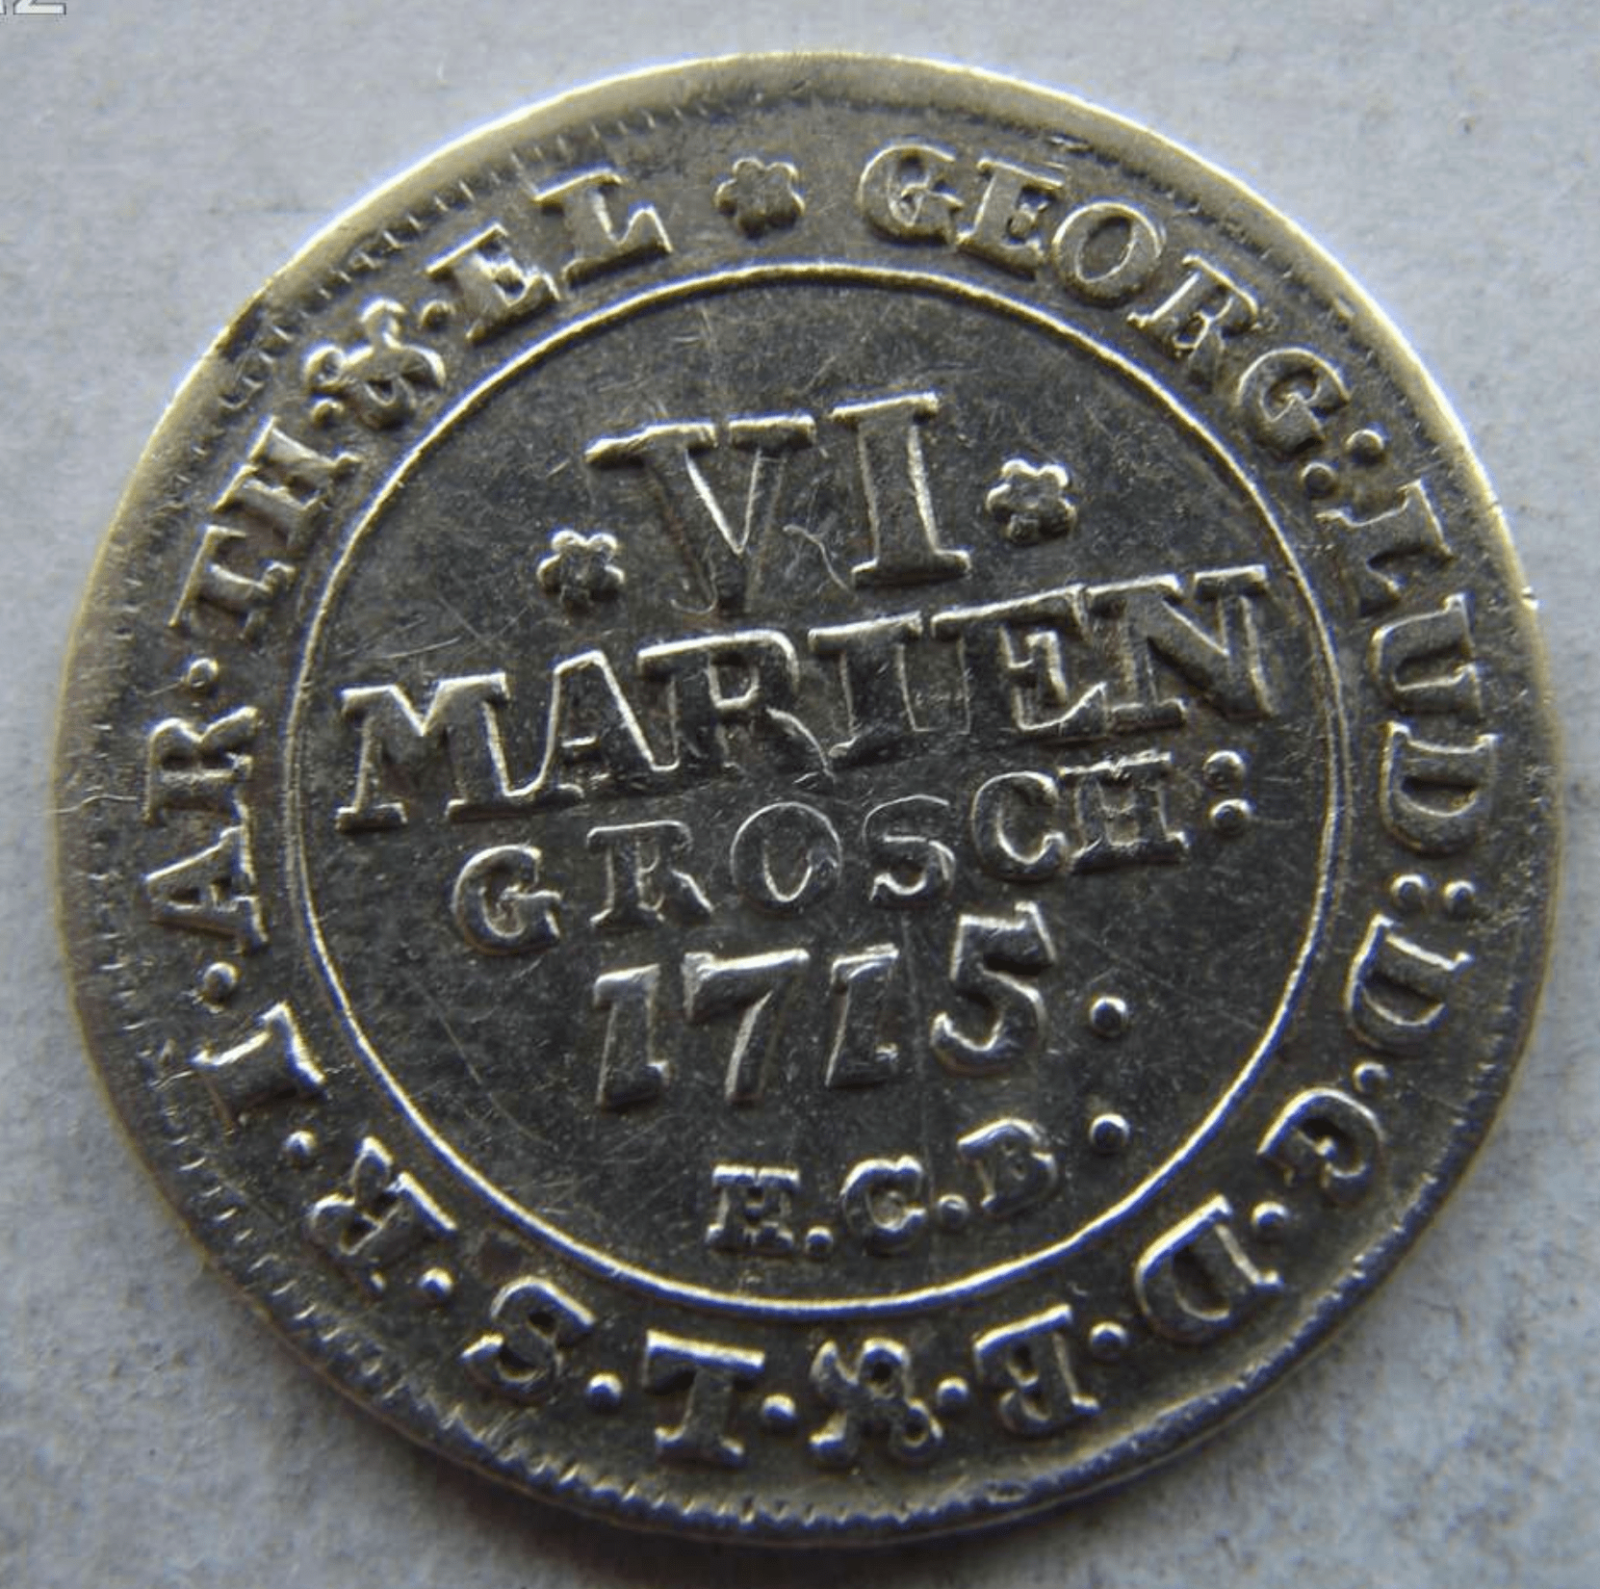 GEORG:LUD:D.G.D.B.&.L.S.R.I.AR.TH.&.EL
VI
MARIEN
GROSCH:
1715.
H.C.B.